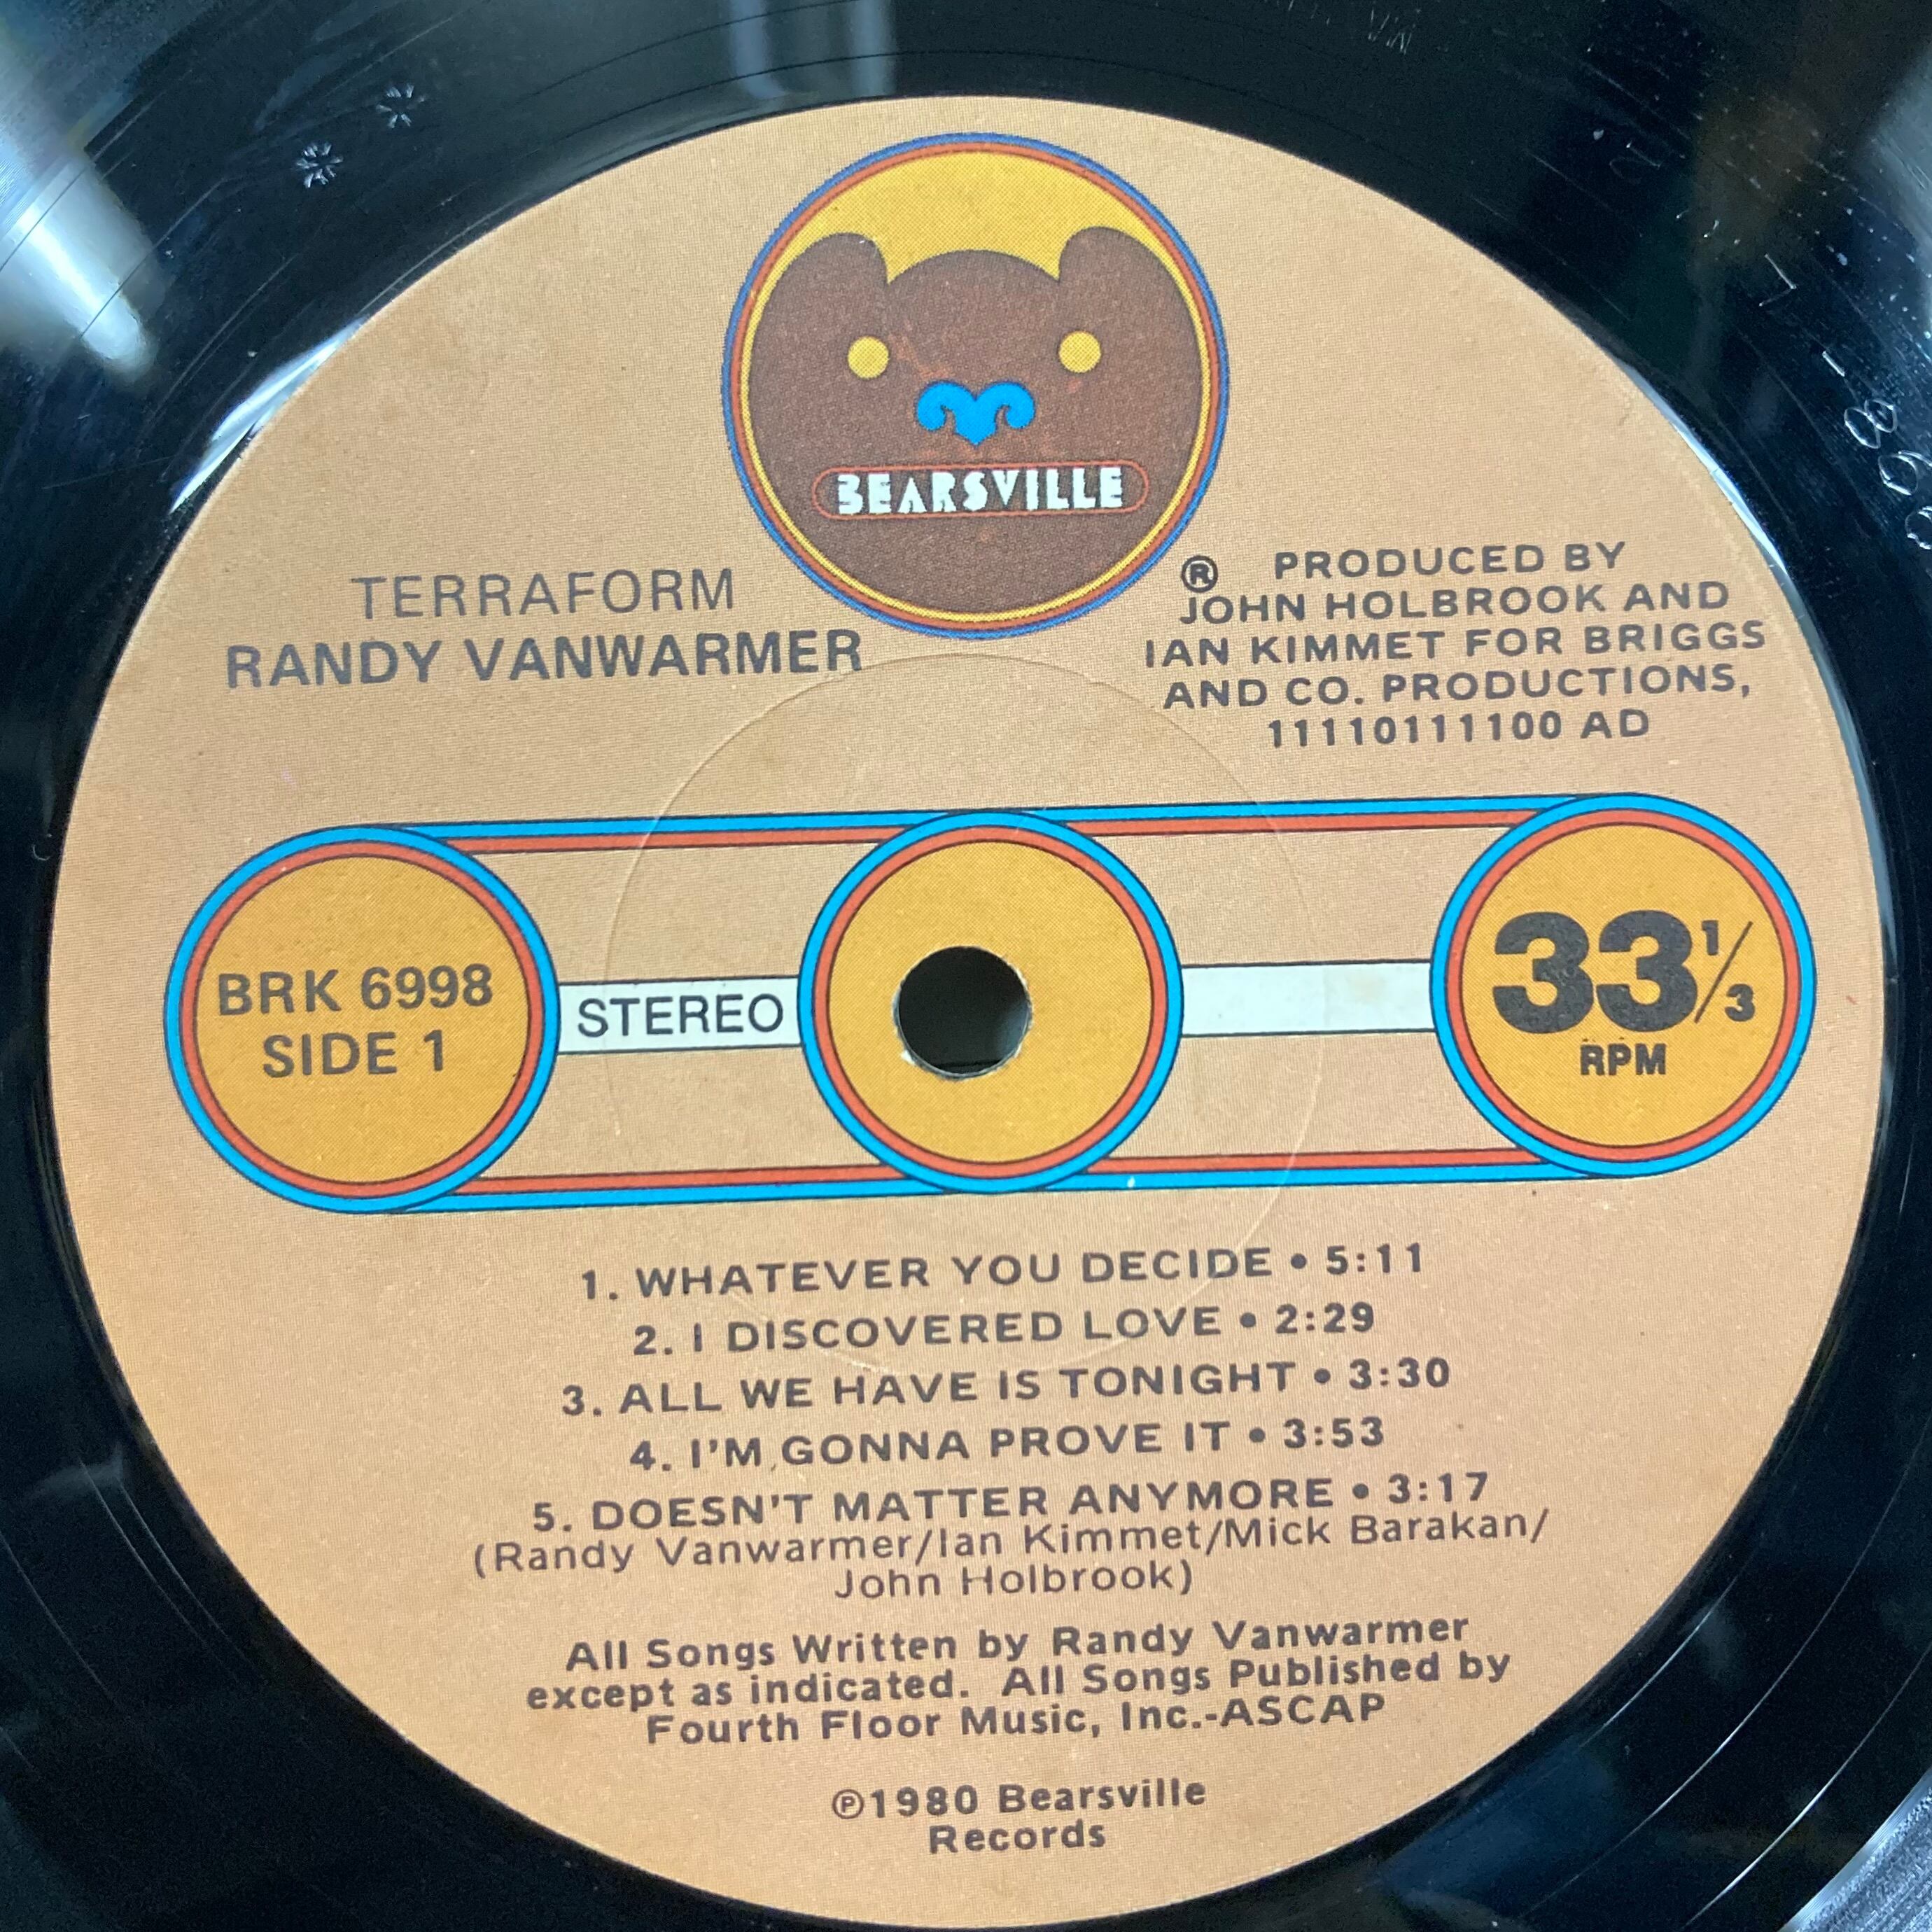 BEARSVILLE
TERRAFORM
RANDY VANWARMER
® PRODUCED BY
JOHN HOLBROOK AND
IAN KIMMET FOR BRIGGS
AND CO. PRODUCTIONS,
11110111100 AD
BRK 6998
SIDE 1
STEREO
33 1/3
RPM
1. WHATEVER YOU DECIDE • 5:11
2. I DISCOVERED LOVE • 2:29
3. ALL WE HAVE IS TONIGHT • 3:30
4. I'M GONNA PROVE IT • 3:53
5. DOESN'T MATTER ANYMORE • 3:17
(Randy Vanwarmer/Ian Kimmet/Mick Barakan/
John Holbrook)
All Songs Written by Randy Vanwarmer
except as indicated. All Songs Published by
Fourth Floor Music, Inc.-ASCAP
℗1980 Bearsville
Records